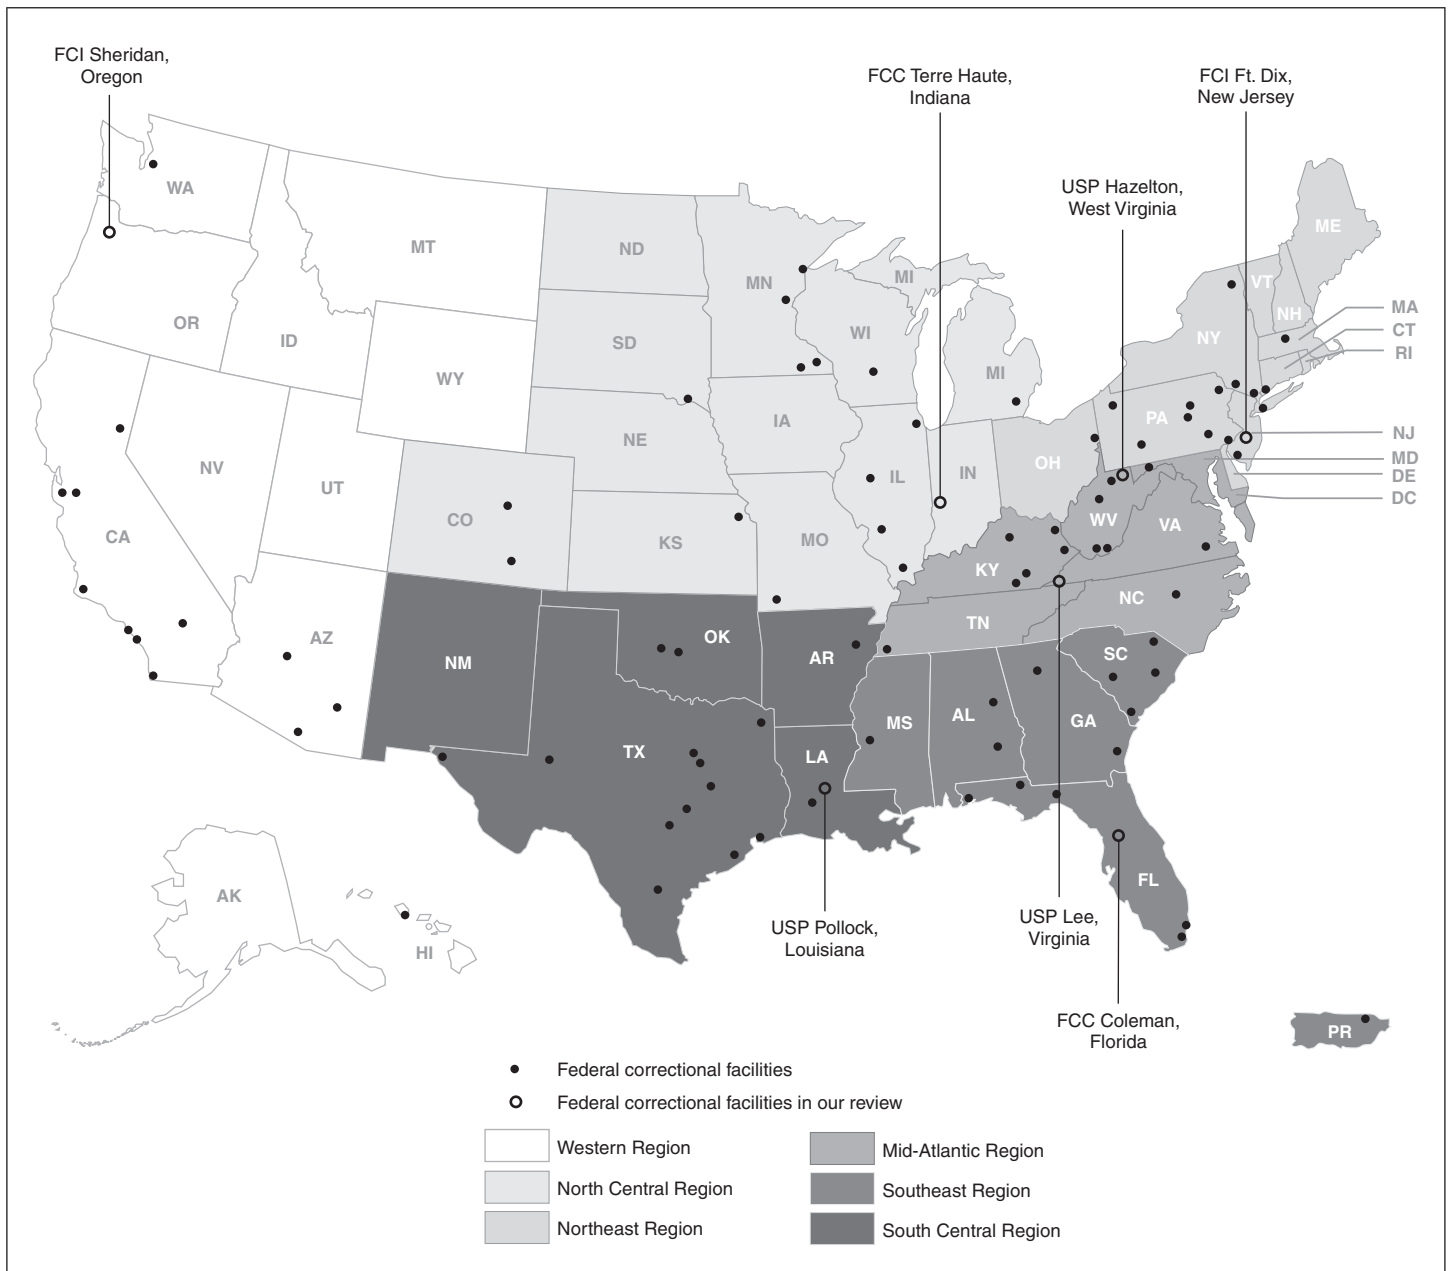 FCI Sheridan,
Oregon
FCC Terre Haute,
Indiana
FCI Ft. Dix,
New Jersey
USP Hazelton,
West Virginia
WA
MT
ND
MN
MI
ME
VT
NH
MA
CT
RI
OR
ID
SD
WI
NY
WY
MI
IA
PA
NE
NJ
NV
UT
IL
IN
OH
MD
DE
DC
CO
KS
MO
WV
VA
CA
KY
NC
TN
AZ
NM
OK
AR
SC
MS
AL
GA
TX
LA
FL
AK
HI
USP Pollock,
Louisiana
USP Lee,
Virginia
FCC Coleman,
Florida
PR
Federal correctional facilities
Federal correctional facilities in our review
Western Region
North Central Region
Northeast Region
Mid-Atlantic Region
Southeast Region
South Central Region